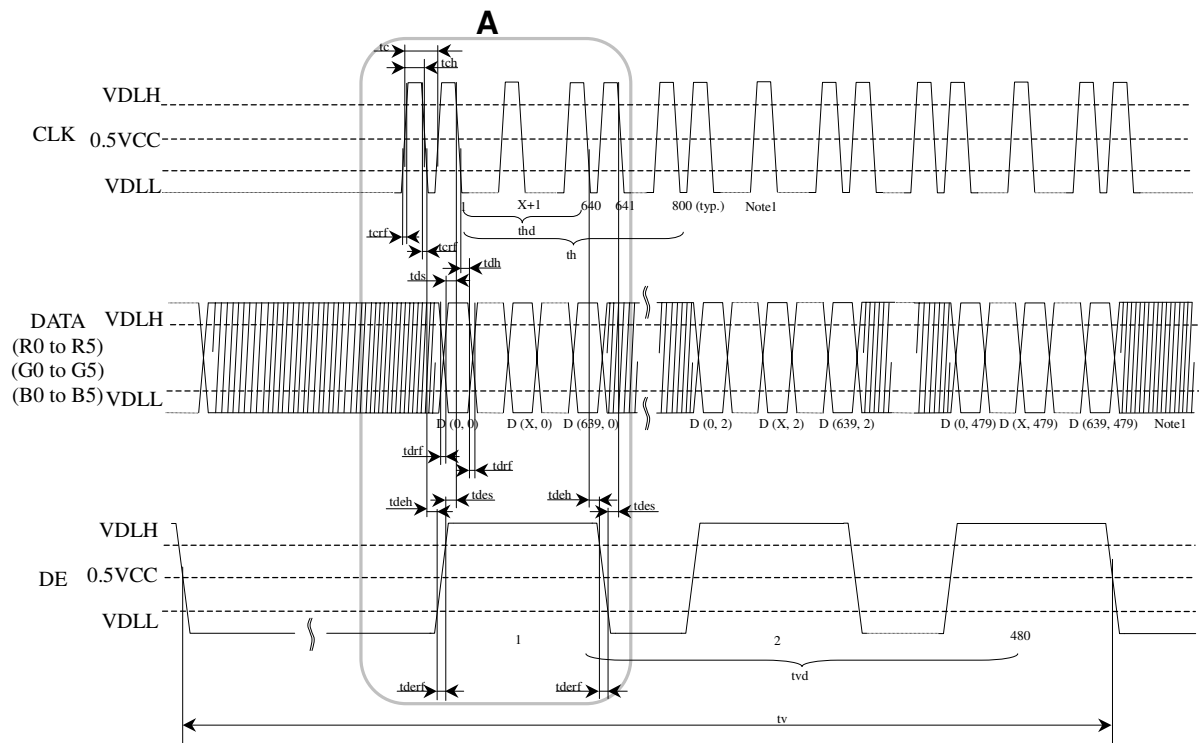 A
tc
tch
VDLH
CLK 0.5VCC
VDLL
1 X+1 640 641 800 (typ.) Note1
thd
th
tcrf
tcrf
tdh
tds
DATA VDLH
(R0 to R5)
(G0 to G5)
(B0 to B5) VDLL
D (0, 0) D (X, 0) D (639, 0) D (0, 2) D (X, 2) D (639, 2) D (0, 479) D (X, 479) D (639, 479) Note1
tdrf
tdrf
tdeh tdes tdeh tdes
VDLH
DE 0.5VCC
VDLL
1 2 480
tvd
tderf tderf
tv